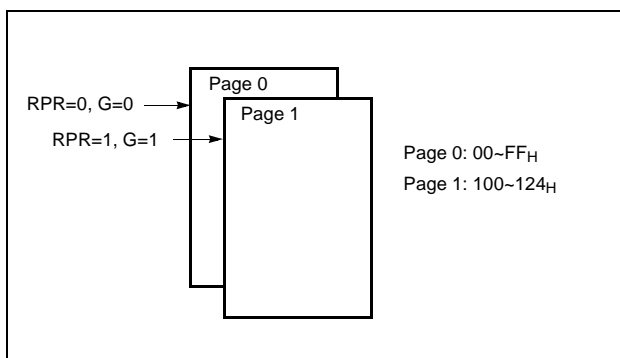 Page 0
RPR=0, G=0
Page 1
RPR=1, G=1
Page 0: 00~FFH
Page 1: 100~124H